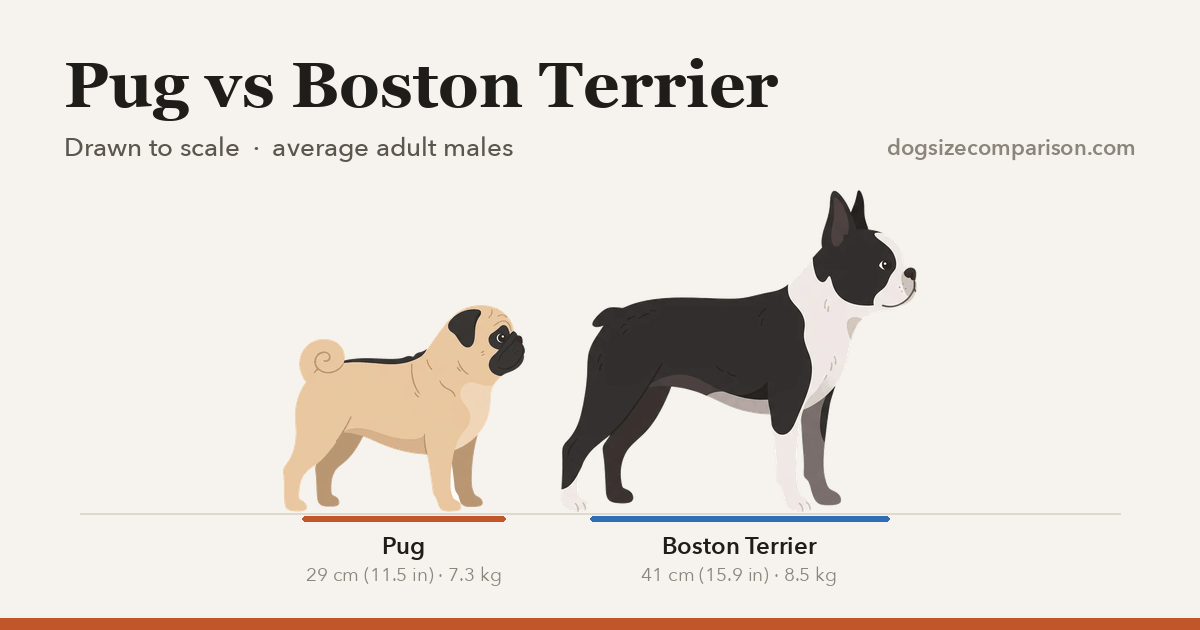 Pug vs Boston Terrier
Drawn to scale · average adult males
dogsizecomparison.com
Pug
29 cm (11.5 in) · 7.3 kg
Boston Terrier
41 cm (15.9 in) · 8.5 kg